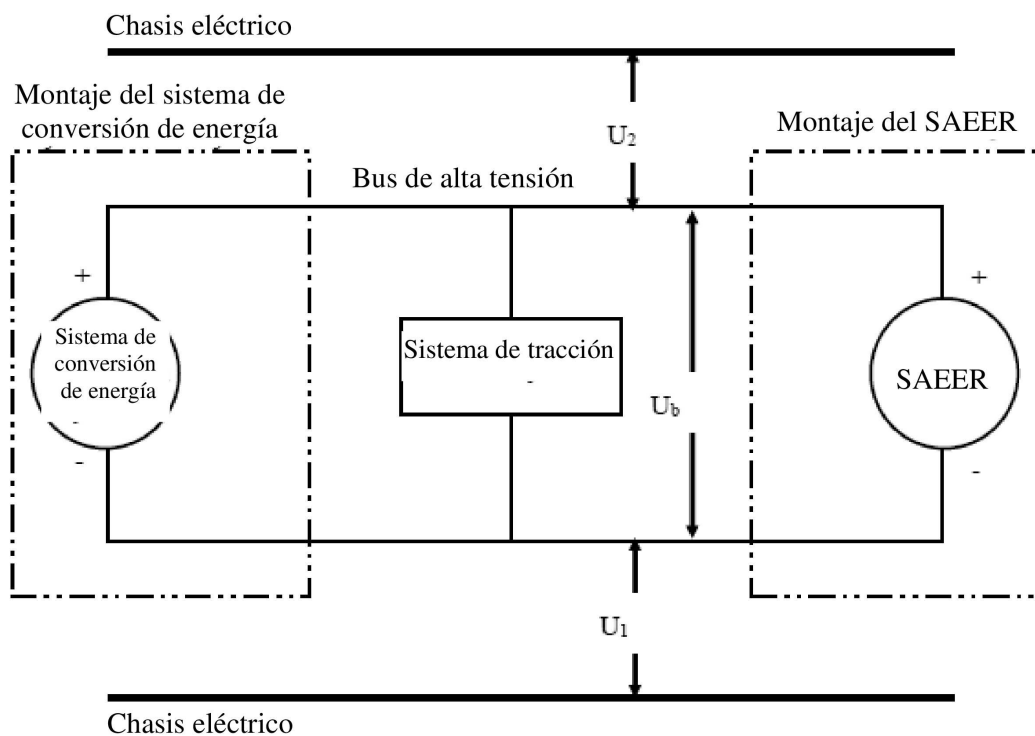 Chasis eléctrico
Montaje del sistema de
conversión de energía
Montaje del SAEER
U2
Bus de alta tensión
+
+
Sistema de
conversión
de energía
Sistema de tracción
SAEER
Ub
-
-
U1
Chasis eléctrico